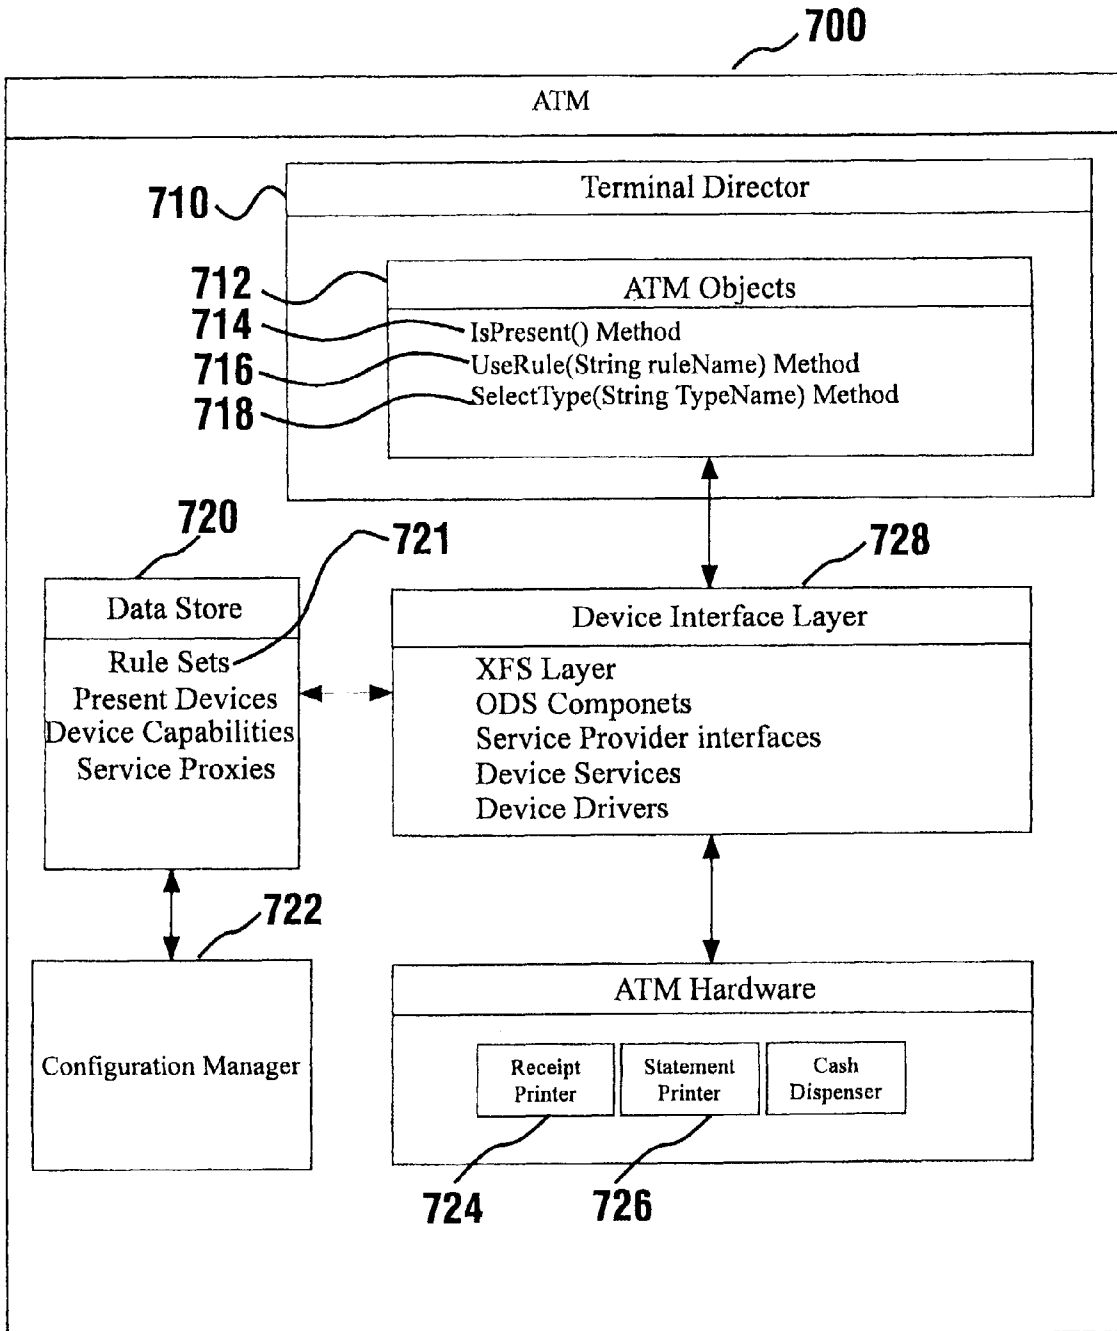 700
ATM
710
Terminal Director
712
ATM Objects
714
IsPresent() Method
716
UseRule(String ruleName) Method
718
SelectType(String TypeName) Method
720
721
728
Data Store
Rule Sets
Present Devices
Device Capabilities
Service Proxies
Device Interface Layer
XFS Layer
ODS Componets
Service Provider interfaces
Device Services
Device Drivers
722
Configuration Manager
ATM Hardware
Receipt
Printer
Statement
Printer
Cash
Dispenser
724
726